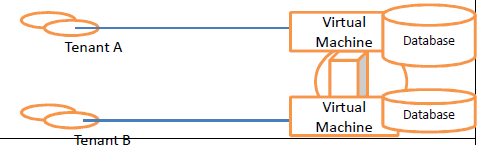 Virtual
Machine
Database
Tenant A
Virtual
Machine
Database
Tenant B